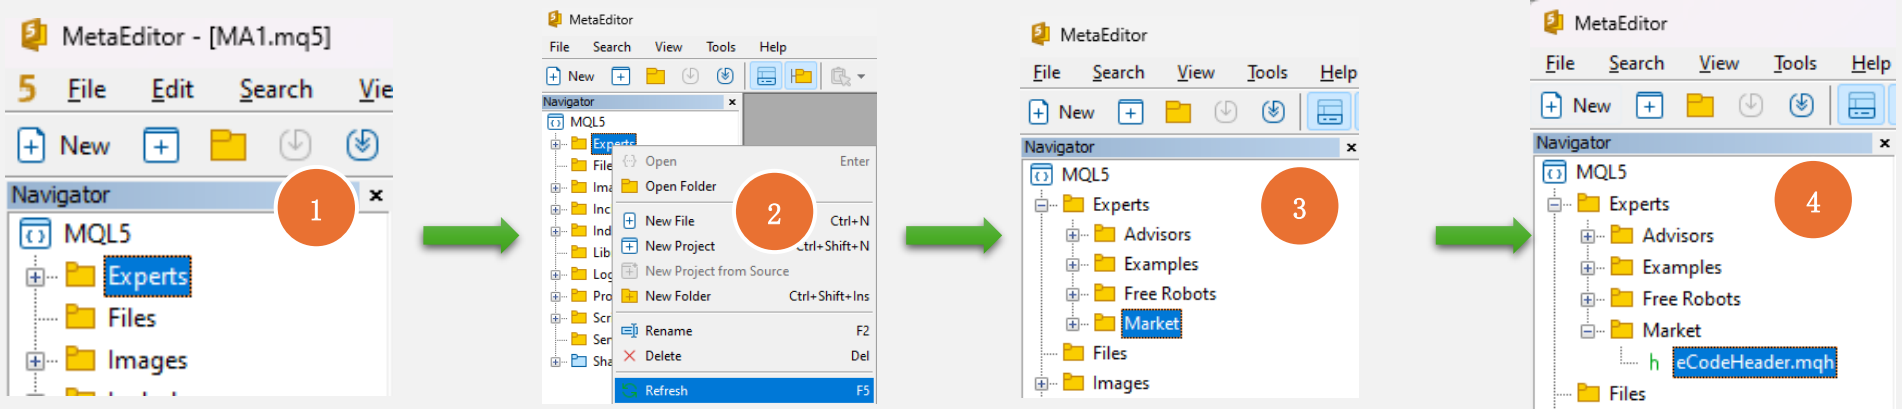 MetaEditor - [MA1.mq5]
5 File Edit Search Vie
New
Navigator
1
MQL5
Experts
Files
Images
MetaEditor
File Search View Tools Help
New
Navigator
MQL5
Experts
File
Ima
Inc
Ind
Lib
Log
Pro
Scr
Ser
Sha
Open Enter
Open Folder
2
New File Ctrl+N
New Project Ctrl+Shift+N
New Project from Source
New Folder Ctrl+Shift+Ins
Rename F2
Delete Del
Refresh F5
MetaEditor
File Search View Tools Help
New
Navigator
MQL5
3
Experts
Advisors
Examples
Free Robots
Market
Files
Images
MetaEditor
File Search View Tools Help
New
Navigator
MQL5
4
Experts
Advisors
Examples
Free Robots
Market
h eCodeHeader.mqh
Files